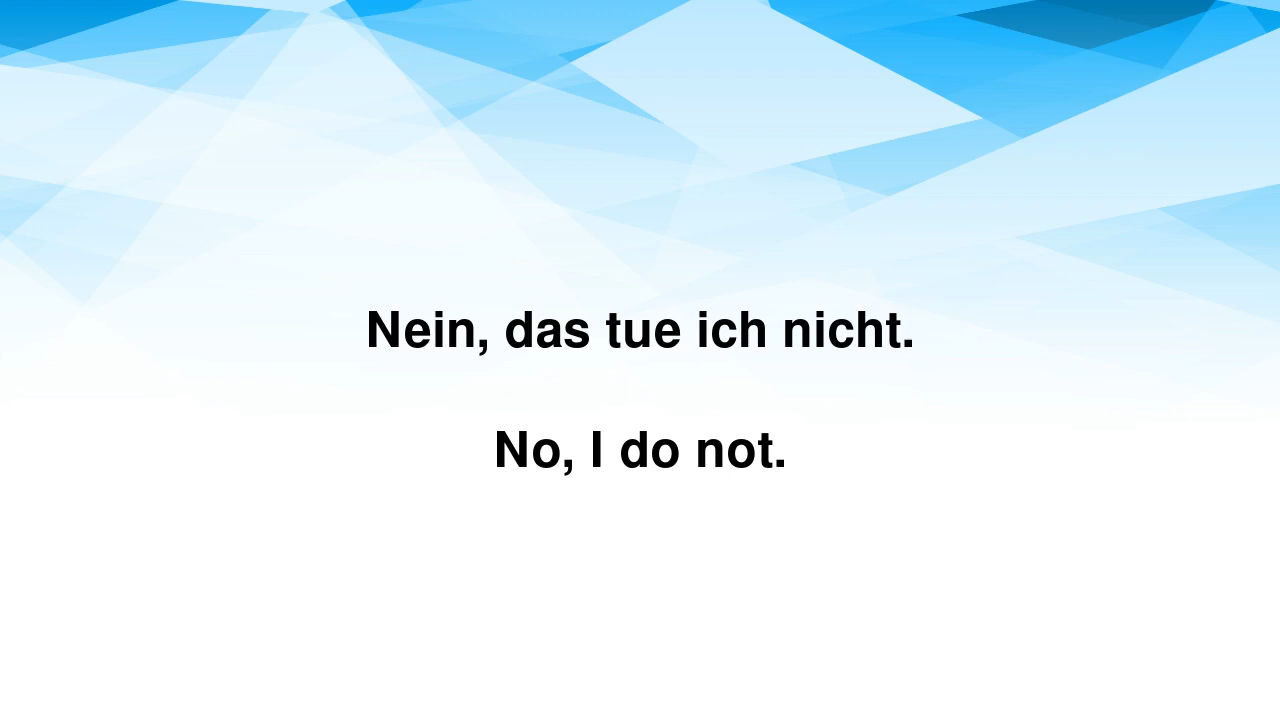 Nein, das tue ich nicht.
No, I do not.